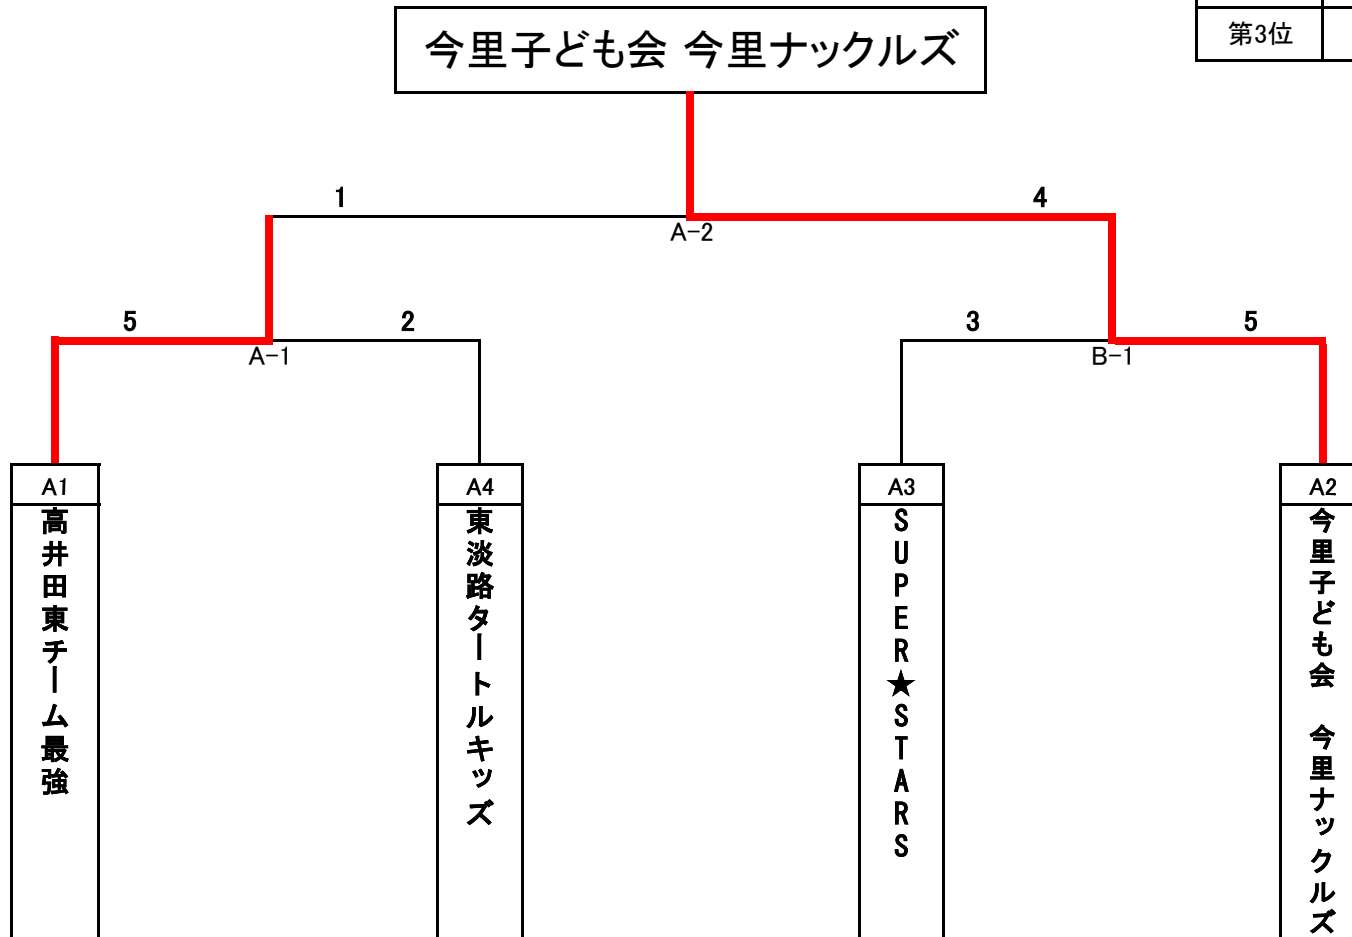 第3位
今里子ども会 今里ナックルズ
1
4
A-2
5
2
3
5
A-1
B-1
A1
A4
A3
A2
高井田東チーム最強
東淡路タートルキッズ
SUPER★STARS
今里子ども会 今里ナックルズ